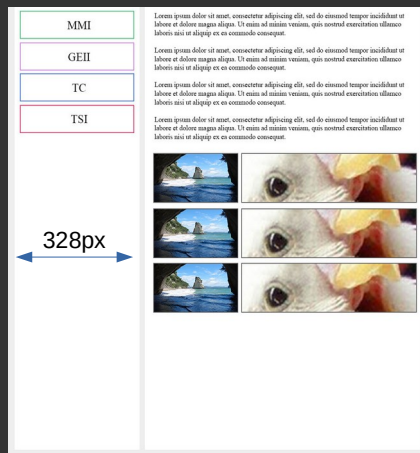 MMI
GEII
TC
TSI
328px
Lorem ipsum dolor sit amet, consectetur adipiscing elit, sed do eiusmod tempor incididunt ut
labore et dolore magna aliqua. Ut enim ad minim veniam, quis nostrud exercitation ullamco
laboris nisi ut aliquip ex ea commodo consequat.
Lorem ipsum dolor sit amet, consectetur adipiscing elit, sed do eiusmod tempor incididunt ut
labore et dolore magna aliqua. Ut enim ad minim veniam, quis nostrud exercitation ullamco
laboris nisi ut aliquip ex ea commodo consequat.
Lorem ipsum dolor sit amet, consectetur adipiscing elit, sed do eiusmod tempor incididunt ut
labore et dolore magna aliqua. Ut enim ad minim veniam, quis nostrud exercitation ullamco
laboris nisi ut aliquip ex ea commodo consequat.
Lorem ipsum dolor sit amet, consectetur adipiscing elit, sed do eiusmod tempor incididunt ut
labore et dolore magna aliqua. Ut enim ad minim veniam, quis nostrud exercitation ullamco
laboris nisi ut aliquip ex ea commodo consequat.